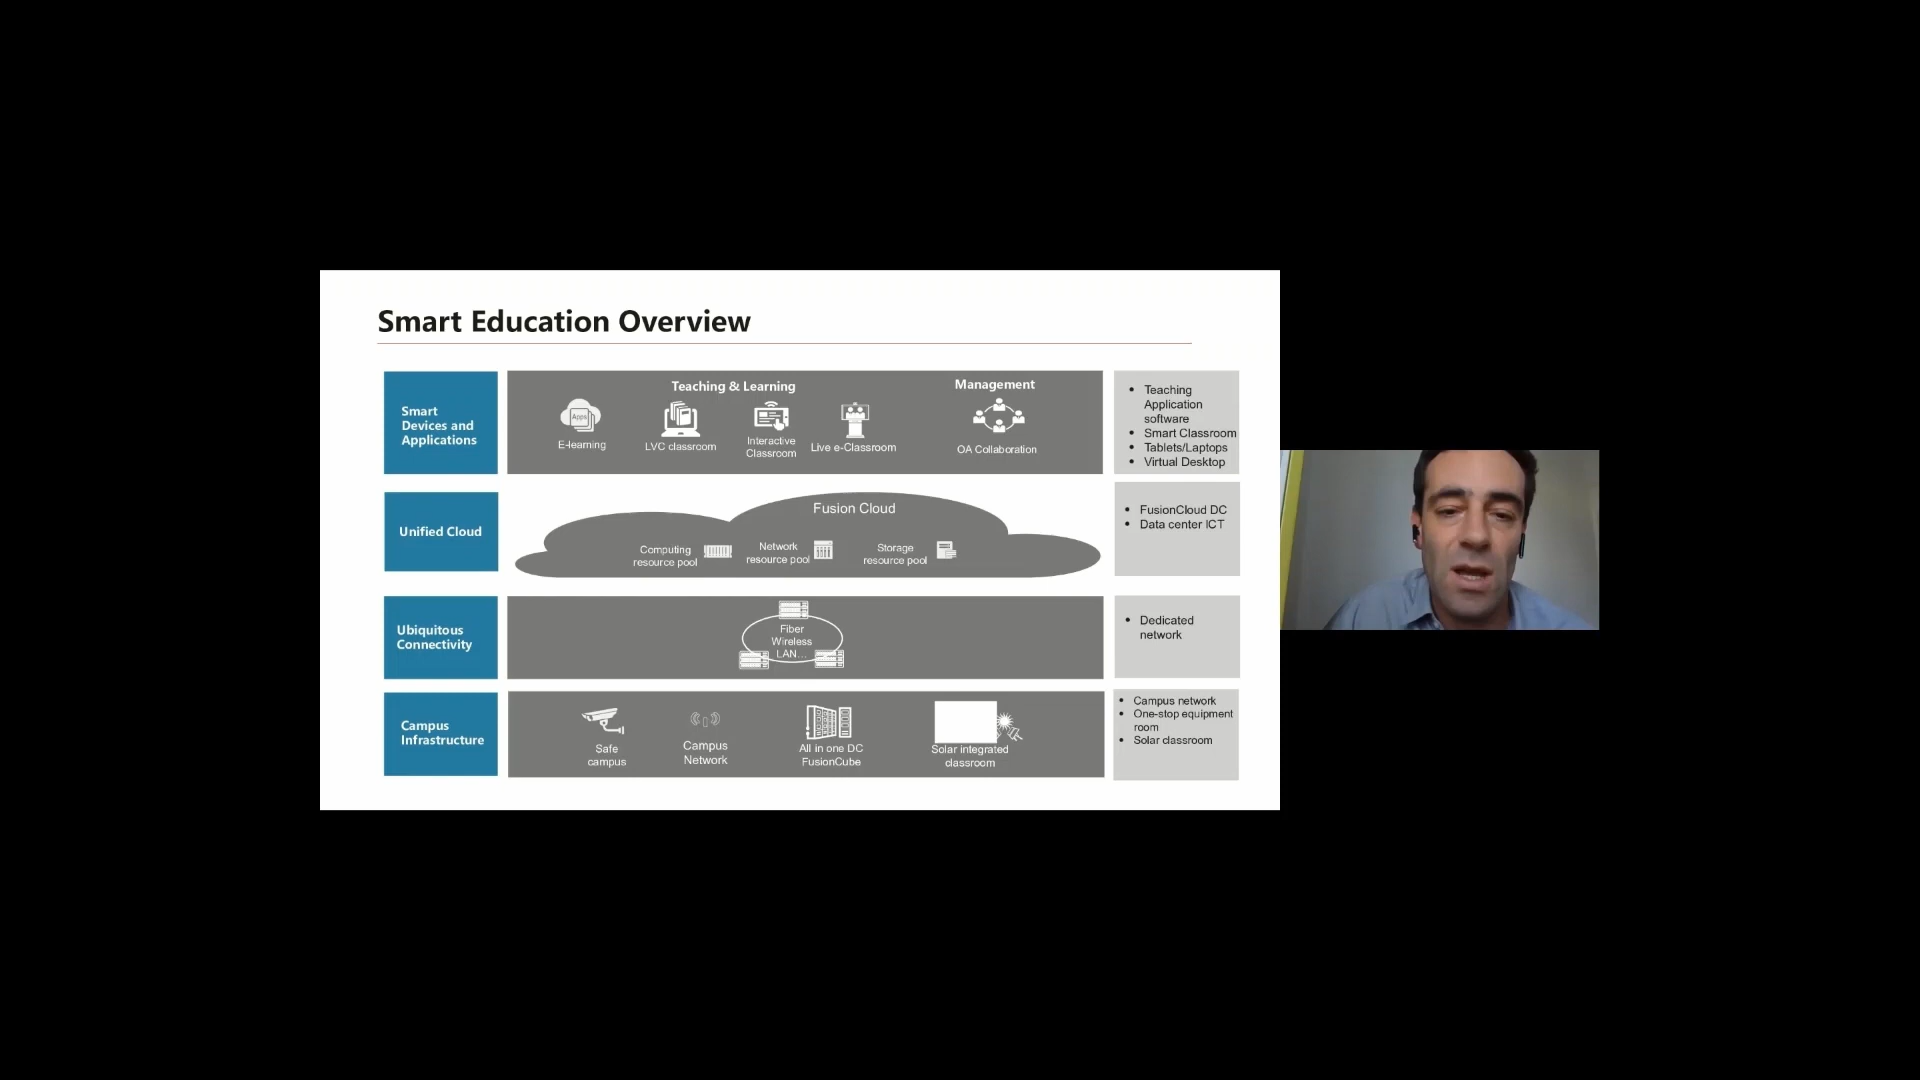 Smart Education Overview
Smart
Devices and
Applications
Teaching & Learning
Management
Apps
E-learning
LVC classroom
Interactive
Classroom
Live e-Classroom
OA Collaboration
• Teaching
Application
software
• Smart Classroom
• Tablets/Laptops
• Virtual Desktop
Unified Cloud
Fusion Cloud
Computing
resource pool
Network
resource pool
Storage
resource pool
• FusionCloud DC
• Data center ICT
Ubiquitous
Connectivity
Fiber
Wireless
LAN...
• Dedicated
network
Campus
Infrastructure
Safe
campus
Campus
Network
All in one DC
FusionCube
Solar integrated
classroom
• Campus network
• One-stop equipment
room
• Solar classroom